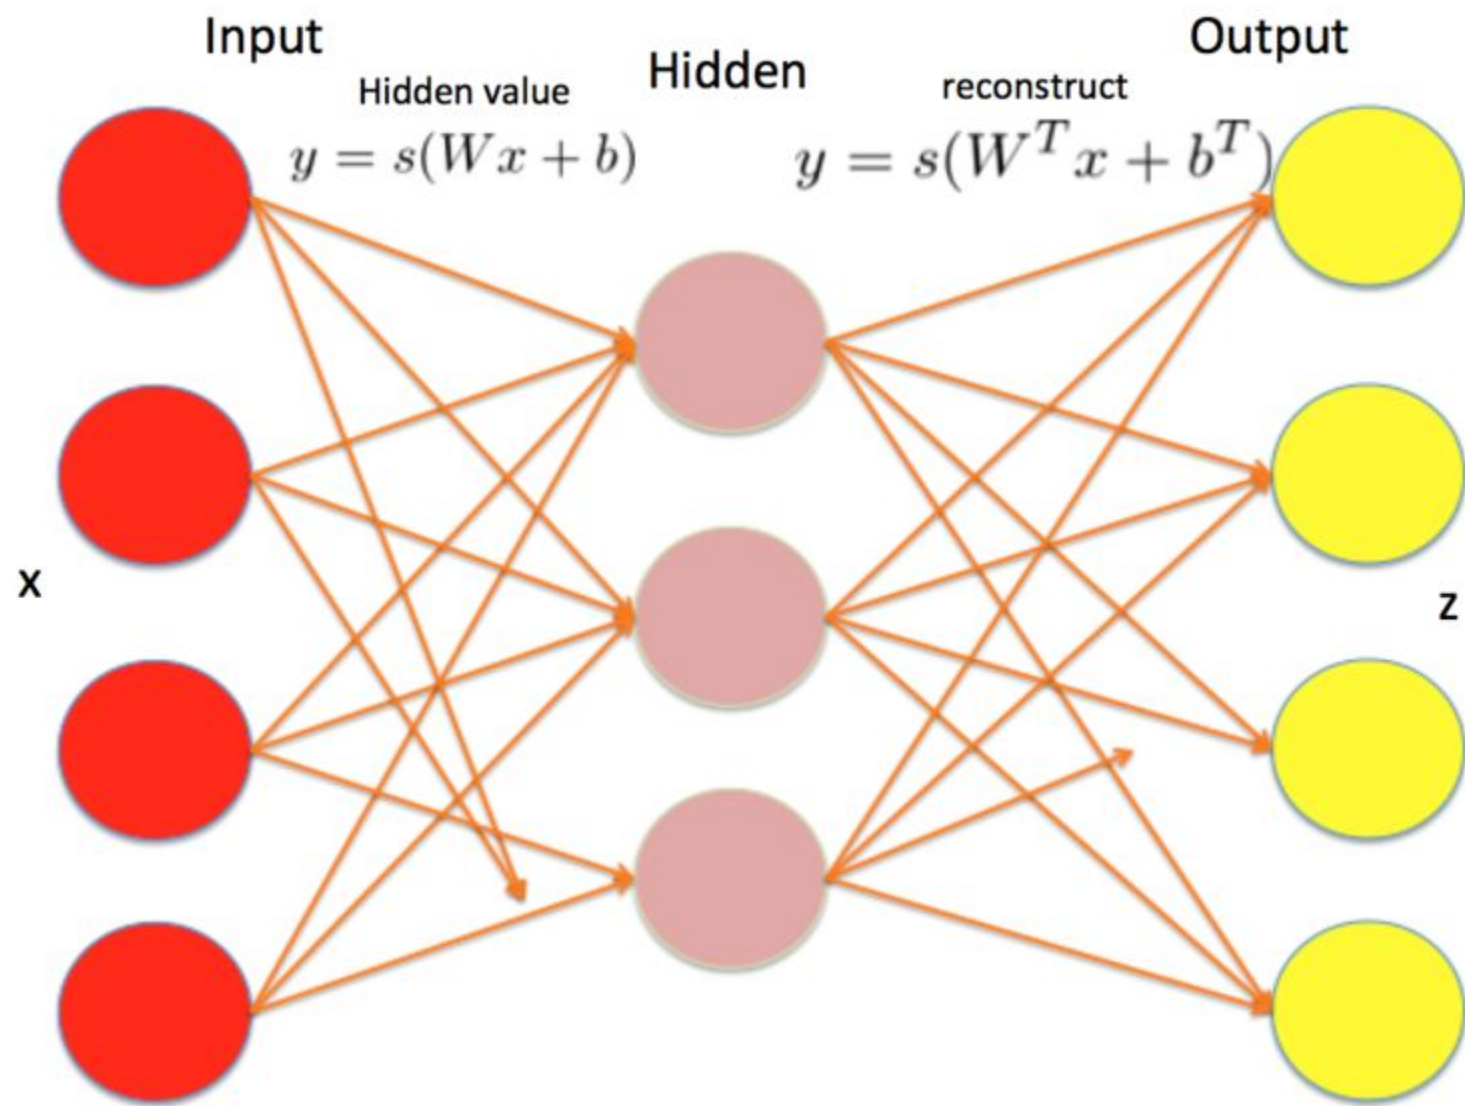 Input
Hidden
Output
Hidden value
reconstruct
y = s(Wx + b)
y = s(W^T x + b^T)
x
z